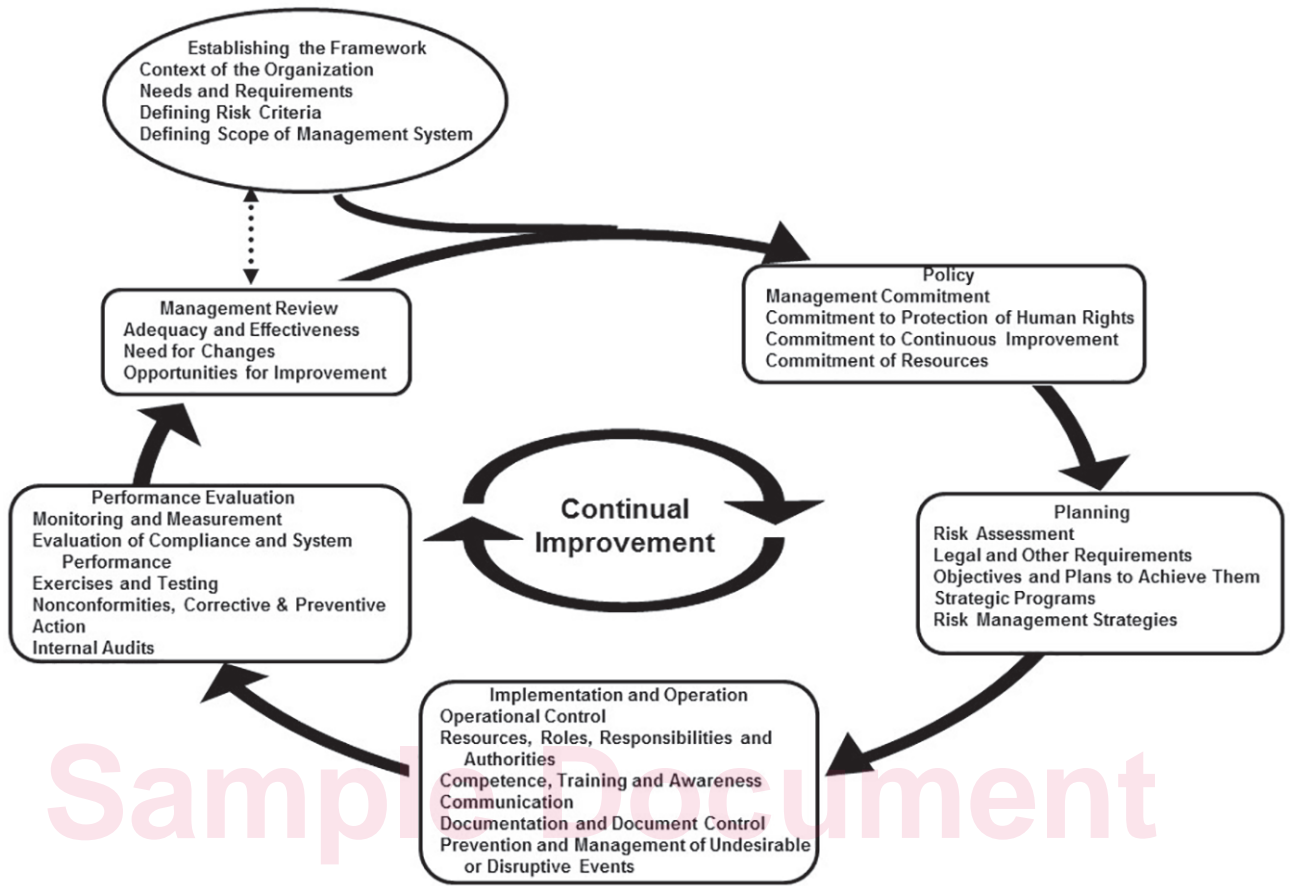 Establishing the Framework
Context of the Organization
Needs and Requirements
Defining Risk Criteria
Defining Scope of Management System
Management Review
Adequacy and Effectiveness
Need for Changes
Opportunities for Improvement
Policy
Management Commitment
Commitment to Protection of Human Rights
Commitment to Continuous Improvement
Commitment of Resources
Performance Evaluation
Monitoring and Measurement
Evaluation of Compliance and System
Performance
Exercises and Testing
Nonconformities, Corrective & Preventive
Action
Internal Audits
Continual
Improvement
Planning
Risk Assessment
Legal and Other Requirements
Objectives and Plans to Achieve Them
Strategic Programs
Risk Management Strategies
Implementation and Operation
Operational Control
Resources, Roles, Responsibilities and
Authorities
Competence, Training and Awareness
Communication
Documentation and Document Control
Prevention and Management of Undesirable
or Disruptive Events
Sample Document